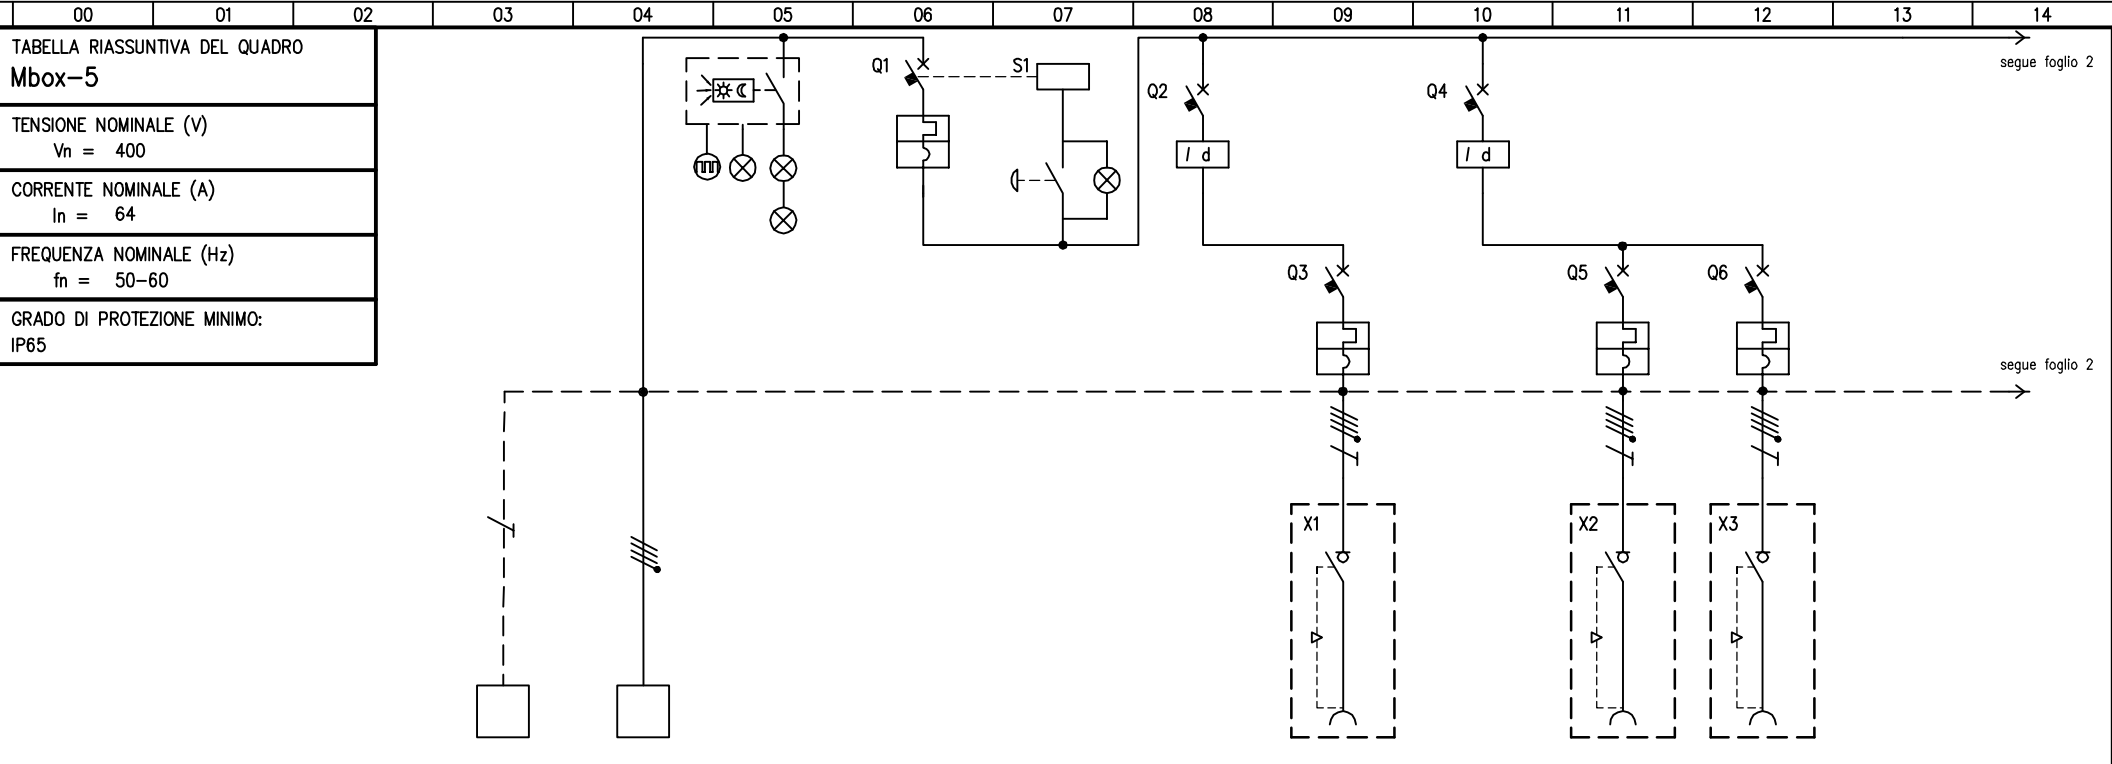 00 01 02 03 04 05 06 07 08 09 10 11 12 13 14
TABELLA RIASSUNTIVA DEL QUADRO
Mbox-5
TENSIONE NOMINALE (V)
Vn = 400
CORRENTE NOMINALE (A)
In = 64
FREQUENZA NOMINALE (Hz)
fn = 50-60
GRADO DI PROTEZIONE MINIMO:
IP65
Q1 S1
segue foglio 2
Q2 Q4
I d I d
Q3 Q5 Q6
segue foglio 2
X1 X2 X3